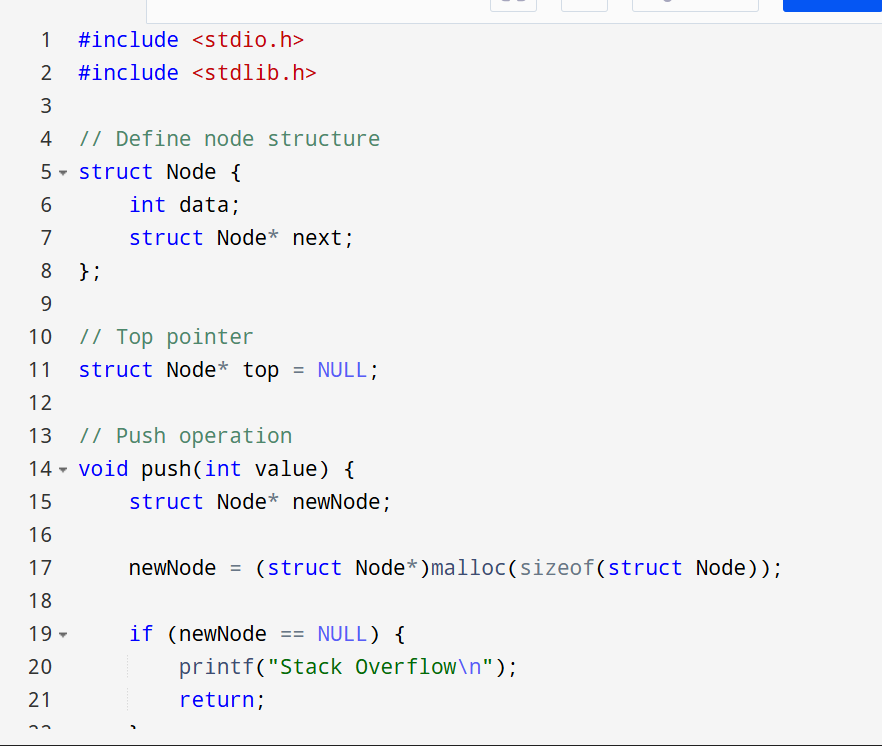 1 #include <stdio.h>
2 #include <stdlib.h>
3
4 // Define node structure
5 struct Node {
6     int data;
7     struct Node* next;
8 };
9
10 // Top pointer
11 struct Node* top = NULL;
12
13 // Push operation
14 void push(int value) {
15     struct Node* newNode;
16
17     newNode = (struct Node*)malloc(sizeof(struct Node));
18
19     if (newNode == NULL) {
20         printf("Stack Overflow\n");
21         return;